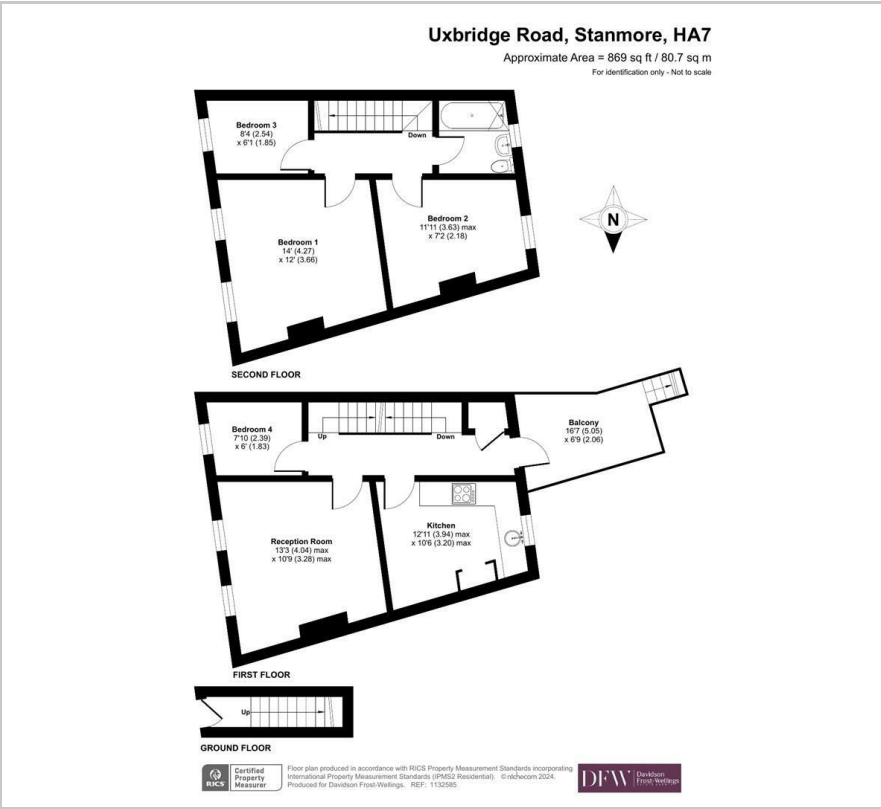 Uxbridge Road, Stanmore, HA7
Approximate Area = 869 sq ft / 80.7 sq m
For identification only - Not to scale
Bedroom 3
8'4 (2.54)
x 6'1 (1.85)
Down
Bedroom 1
14' (4.27)
x 12' (3.66)
Bedroom 2
11'11 (3.63) max
x 7'2 (2.18)
N
SECOND FLOOR
Bedroom 4
7'10 (2.39)
x 6' (1.83)
Up
Down
Balcony
16'7 (5.05)
x 6'9 (2.06)
Reception Room
13'3 (4.04) max
x 10'9 (3.28) max
Kitchen
12'11 (3.94) max
x 10'6 (3.20) max
FIRST FLOOR
Up
GROUND FLOOR
RICS
Certified
Property
Measurer
Floor plan produced in accordance with RICS Property Measurement Standards incorporating
International Property Measurement Standards (IPMS2 Residential). © nichecom 2024.
Produced for Davidson Frost-Wellings. REF: 1132585
DFW
Davidson
Frost-Wellings